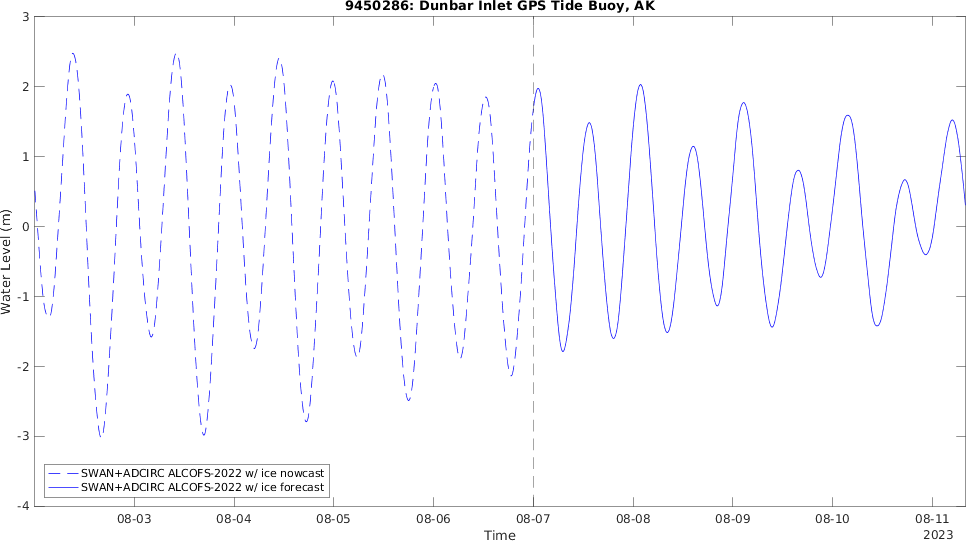 9450286: Dunbar Inlet GPS Tide Buoy, AK
3
2
1
0
-1
-2
-3
-4
Water Level (m)
SWAN+ADCIRC ALCOFS-2022 w/ ice nowcast
SWAN+ADCIRC ALCOFS-2022 w/ ice forecast
08-03 08-04 08-05 08-06 08-07 08-08 08-09 08-10 08-11
Time
2023